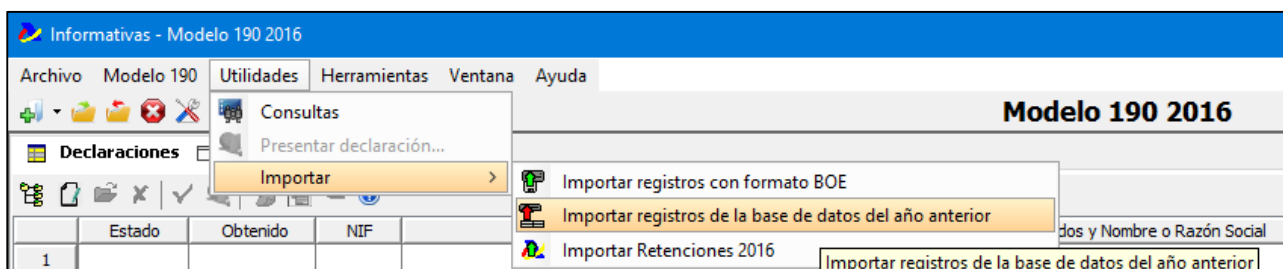 Informativas - Modelo 190 2016
Archivo Modelo 190 Utilidades Herramientas Ventana Ayuda
Consultas
Modelo 190 2016
Declaraciones
Presentar declaración...
Importar
Importar registros con formato BOE
Importar registros de la base de datos del año anterior
Estado Obtenido NIF
dos y Nombre o Razón Social
1
Importar Retenciones 2016
Importar registros de la base de datos del año anterior